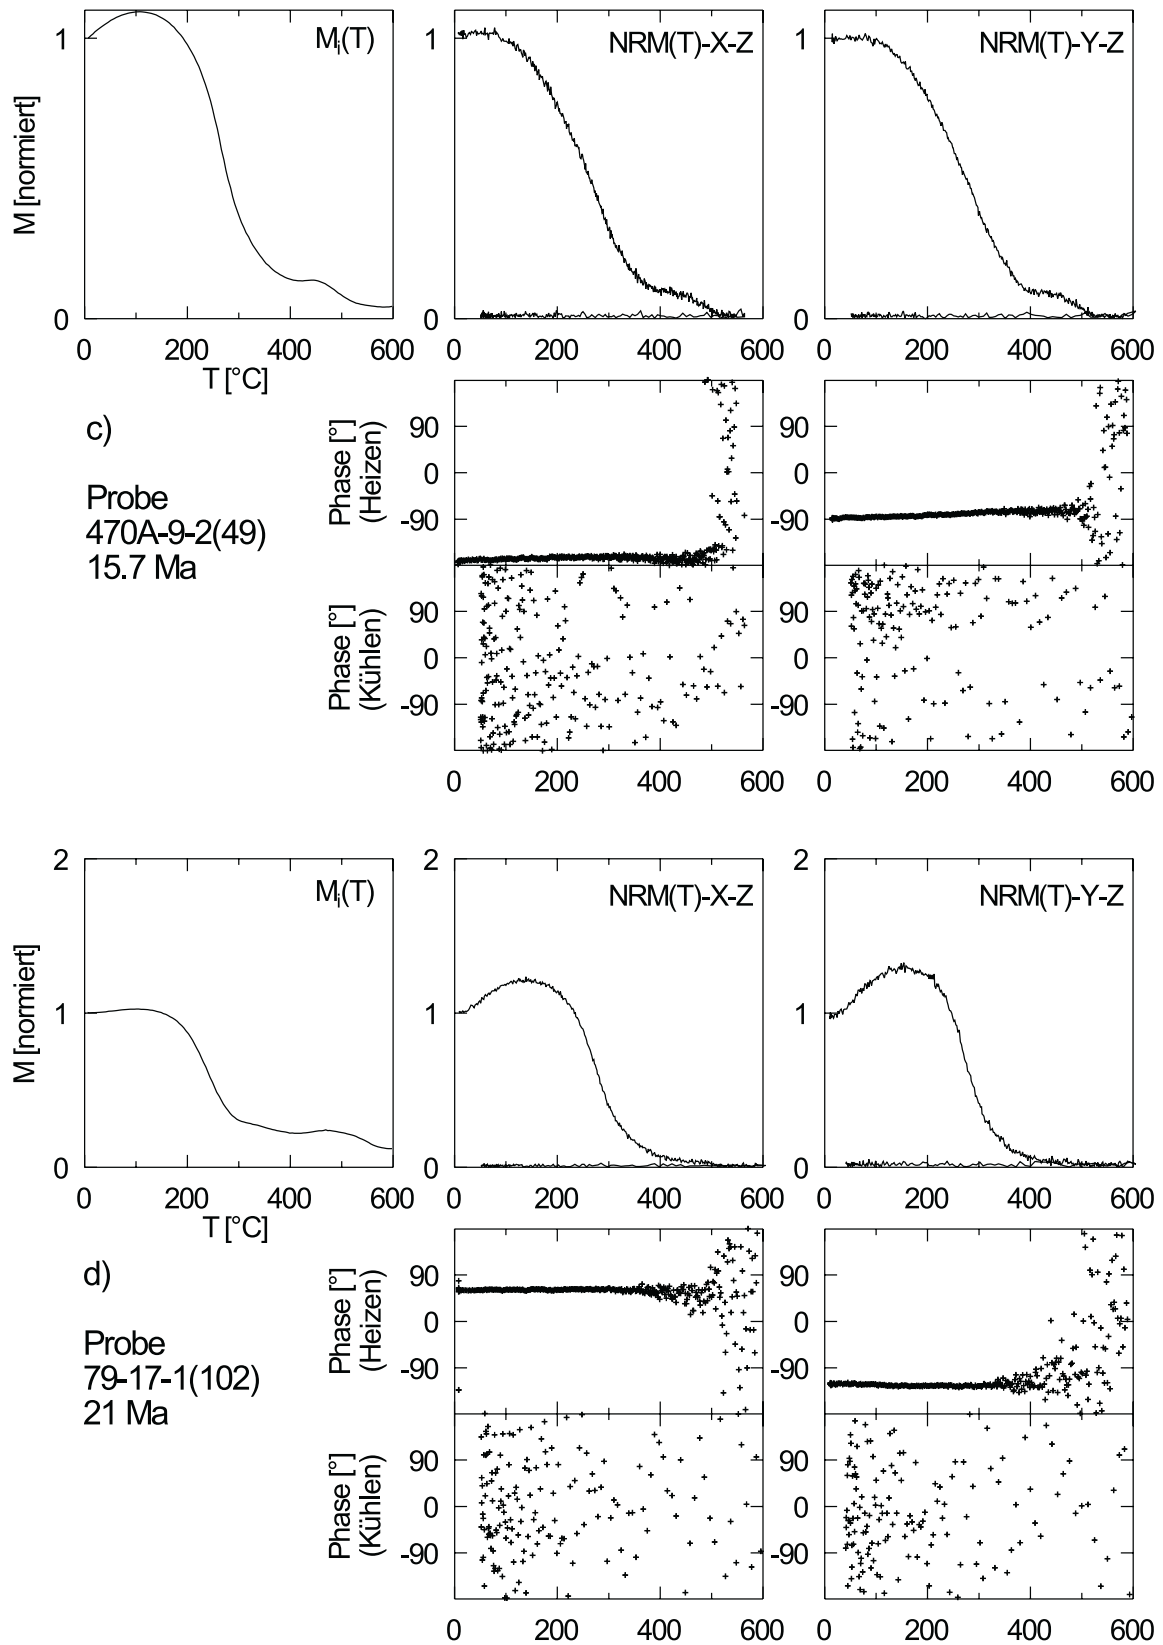 M_i(T)
NRM(T)-X-Z
NRM(T)-Y-Z
M [normiert]
1
0
1
0
1
0
0 200 400 600
0 200 400 600
0 200 400 600
T [°C]
c)
Probe
470A-9-2(49)
15.7 Ma
Phase [°]
(Heizen)
90
0
-90
90
0
-90
Phase [°]
(Kühlen)
90
0
-90
90
0
-90
0 200 400 600
0 200 400 600
M_i(T)
NRM(T)-X-Z
NRM(T)-Y-Z
M [normiert]
2
1
0
2
1
0
2
1
0
0 200 400 600
0 200 400 600
0 200 400 600
T [°C]
d)
Probe
79-17-1(102)
21 Ma
Phase [°]
(Heizen)
90
0
-90
90
0
-90
Phase [°]
(Kühlen)
90
0
-90
90
0
-90
0 200 400 600
0 200 400 600